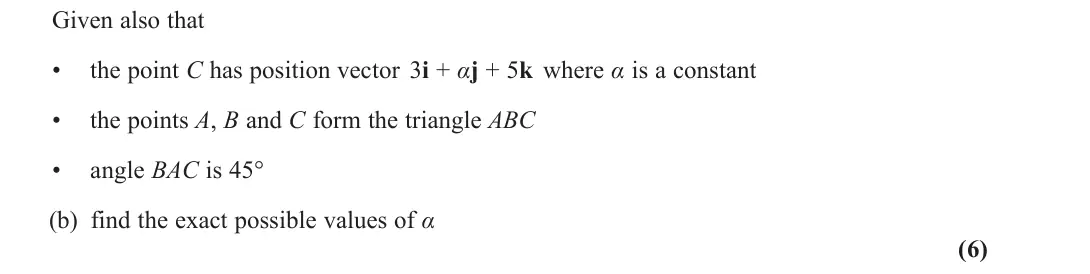 Given also that
• the point C has position vector 3i + αj + 5k where α is a constant
• the points A, B and C form the triangle ABC
• angle BAC is 45°
(b) find the exact possible values of α
(6)